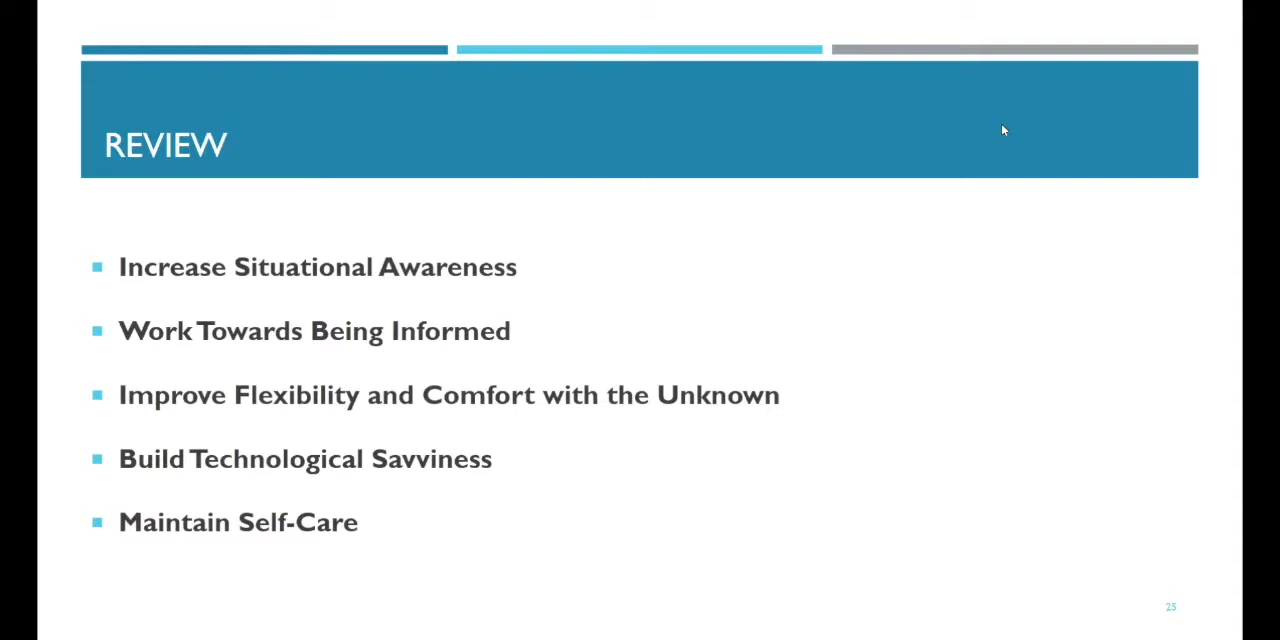 REVIEW
Increase Situational Awareness
Work Towards Being Informed
Improve Flexibility and Comfort with the Unknown
Build Technological Savviness
Maintain Self-Care
25